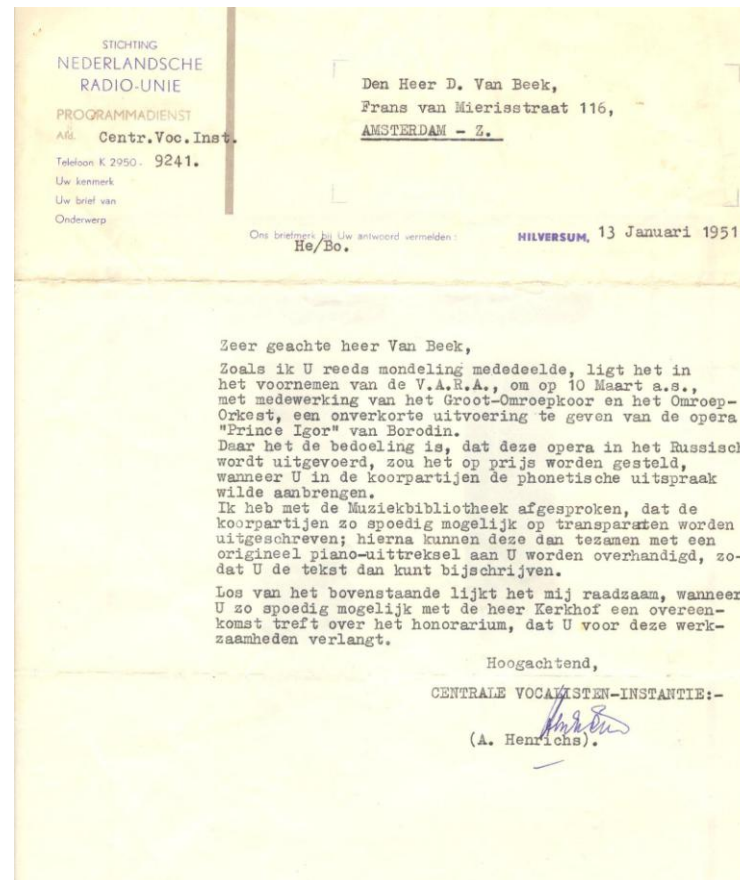 STICHTING
NEDERLANDSCHE
RADIO-UNIE
PROGRAMMADIENST
Afd. Centr.Voc.Inst.
Telefoon K 2950 - 9241.
Uw kenmerk
Uw brief van
Onderwerp
Den Heer D. Van Beek,
Frans van Mierisstraat 116,
AMSTERDAM - Z.
Ons briefmerk bij Uw antwoord vermelden :
He/Bo.
HILVERSUM, 13 Januari 1951
Zeer geachte heer Van Beek,
Zoals ik U reeds mondeling mededeelde, ligt het in
het voornemen van de V.A.R.A., om op 10 Maart a.s.,
met medewerking van het Groot-Omroepkoor en het Omroep-
Orkest, een onverkorte uitvoering te geven van de opera
"Prince Igor" van Borodin.
Daar het de bedoeling is, dat deze opera in het Russisch
wordt uitgevoerd, zou het op prijs worden gesteld,
wanneer U in de koorpartijen de phonetische uitspraak
wilde aanbrengen.
Ik heb met de Muziekbibliotheek afgesproken, dat de
koorpartijen zo spoedig mogelijk op transparanten worden
uitgeschreven; hierna kunnen deze dan tezamen met een
origineel piano-uittreksel aan U worden overhandigd, zo-
dat U de tekst dan kunt bijschrijven.
Los van het bovenstaande lijkt het mij raadzaam, wanneer
U zo spoedig mogelijk met de heer Kerkhof een overeen-
komst treft over het honorarium, dat U voor deze werk-
zaamheden verlangt.
Hoogachtend,
CENTRALE VOCALISTEN-INSTANTIE:-
(A. Henrichs).